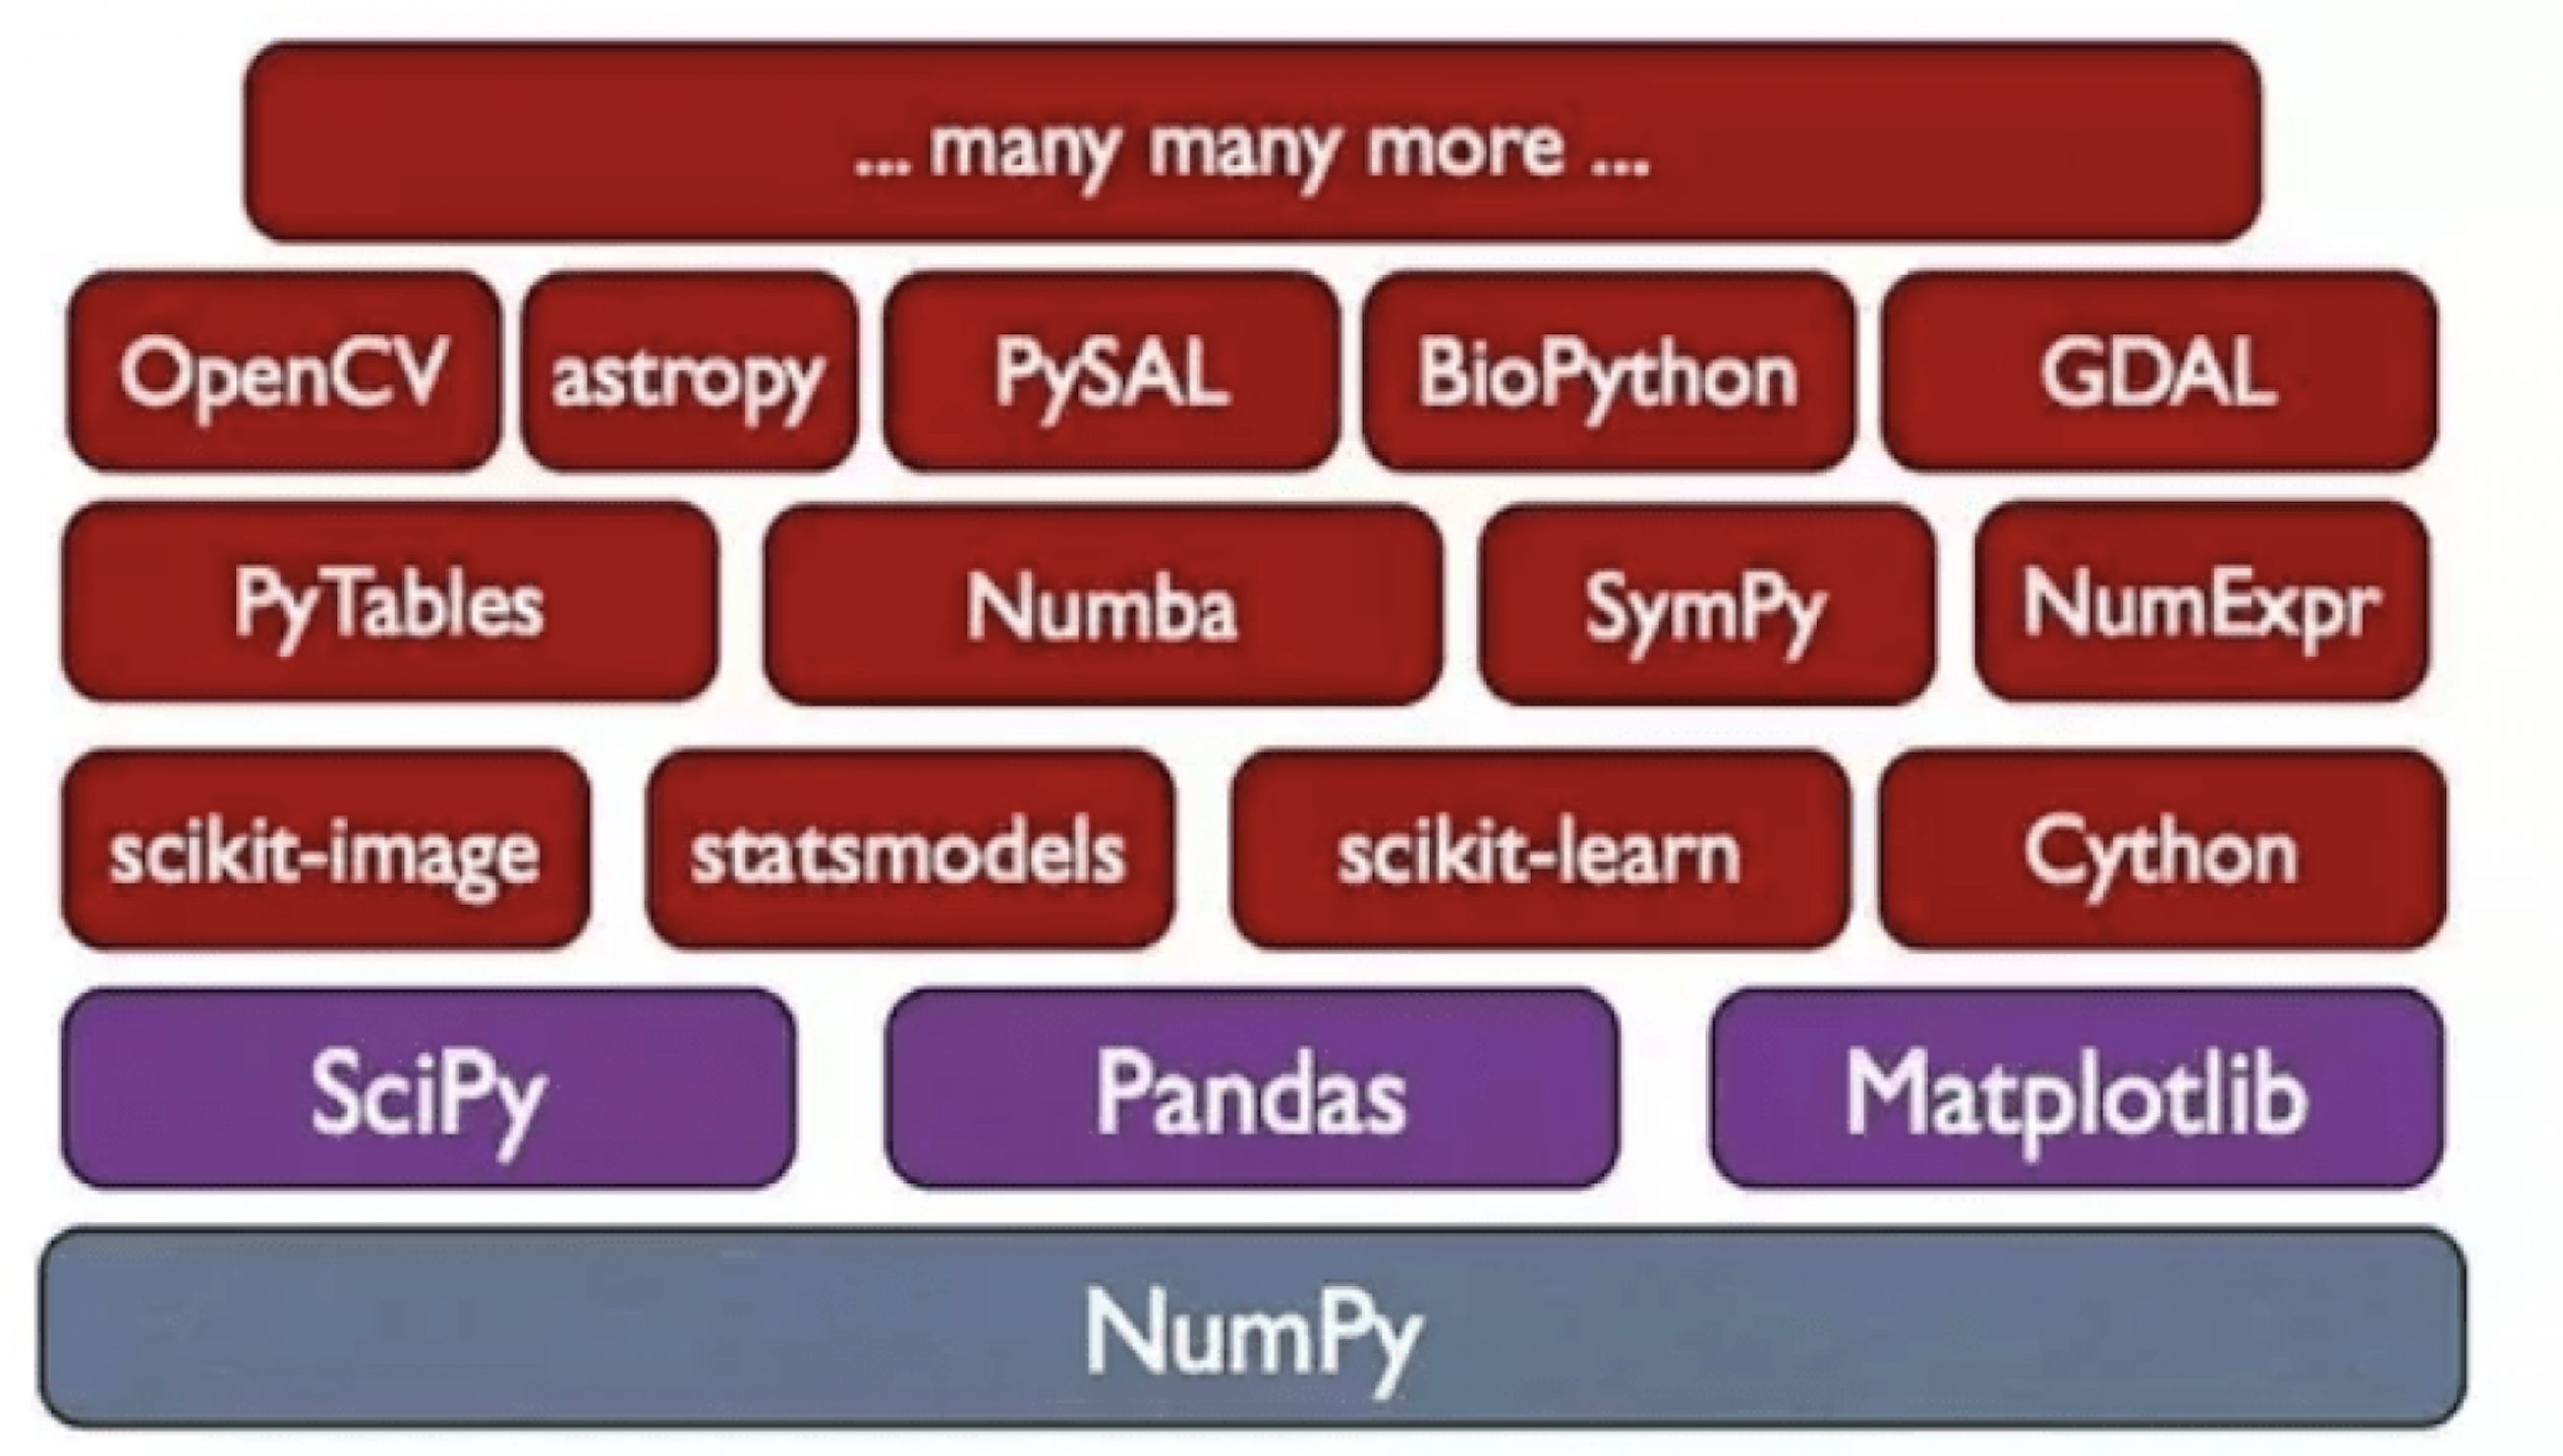 ... many many more ...
OpenCV astropy PySAL BioPython GDAL
PyTables Numba SymPy NumExpr
scikit-image statsmodels scikit-learn Cython
SciPy Pandas Matplotlib
NumPy